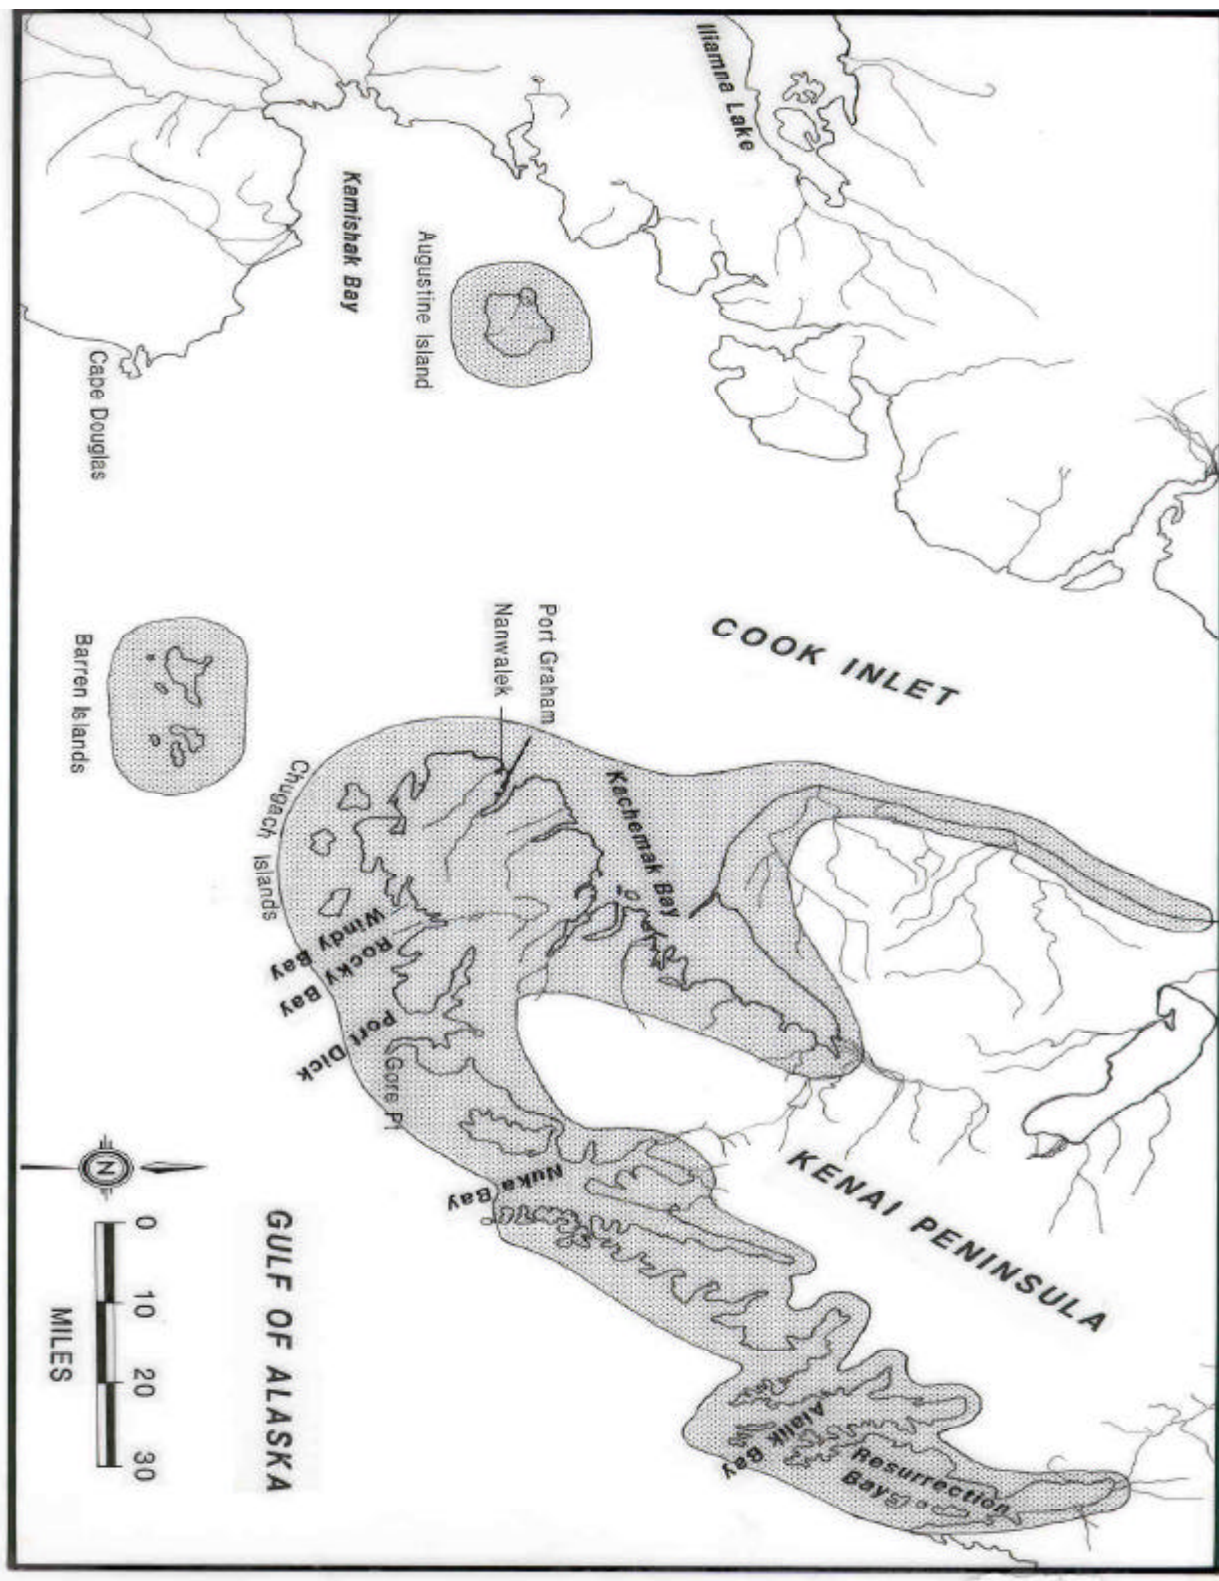 Iliamna Lake
Kamishak Bay
Augustine Island
Cape Douglas
COOK INLET
Port Graham
Nanwalek
Barren Islands
Kachemak Bay
Chugach Islands
Windy Bay
Rocky Bay
Port Dick
Gore Pt
Nuka Bay
KENAI PENINSULA
Aialik Bay
Resurrection
Bay
GULF OF ALASKA
N
0 10 20 30
MILES